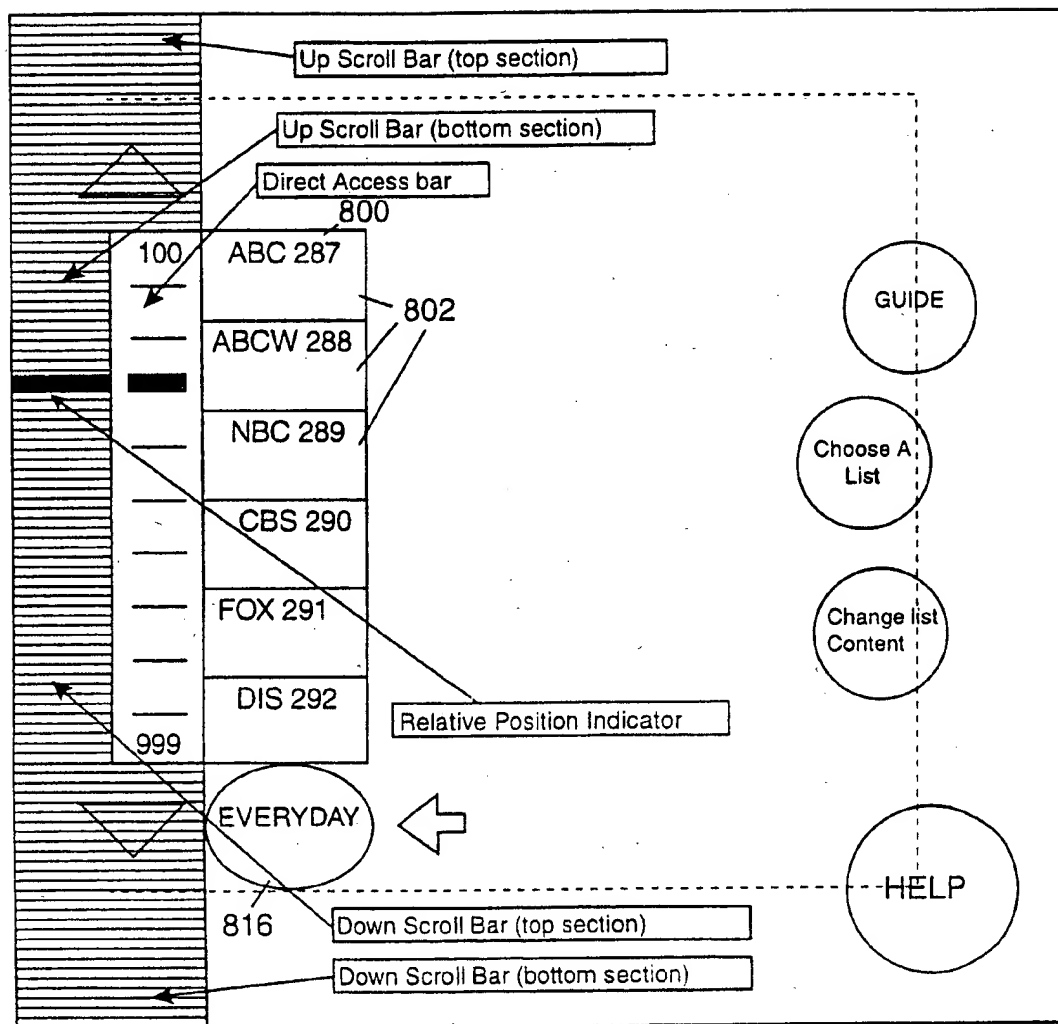 Up Scroll Bar (top section)
Up Scroll Bar (bottom section)
Direct Access bar
800
100
ABC 287
802
ABCW 288
NBC 289
CBS 290
FOX 291
DIS 292
999
GUIDE
Choose A
List
Change list
Content
Relative Position Indicator
EVERYDAY
HELP
816
Down Scroll Bar (top section)
Down Scroll Bar (bottom section)